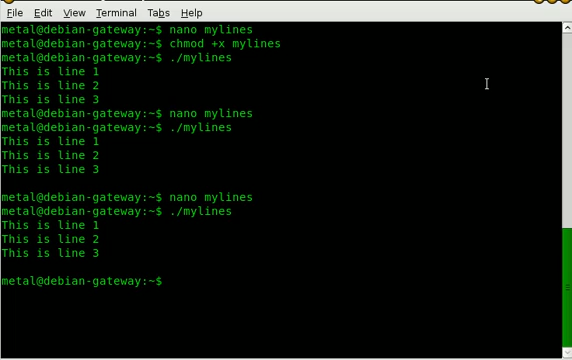 File Edit View Terminal Tabs Help
metal@debian-gateway:~$ nano mylines
metal@debian-gateway:~$ chmod +x mylines
metal@debian-gateway:~$ ./mylines
This is line 1
This is line 2
This is line 3
metal@debian-gateway:~$ nano mylines
metal@debian-gateway:~$ ./mylines
This is line 1
This is line 2
This is line 3
metal@debian-gateway:~$ nano mylines
metal@debian-gateway:~$ ./mylines
This is line 1
This is line 2
This is line 3
metal@debian-gateway:~$